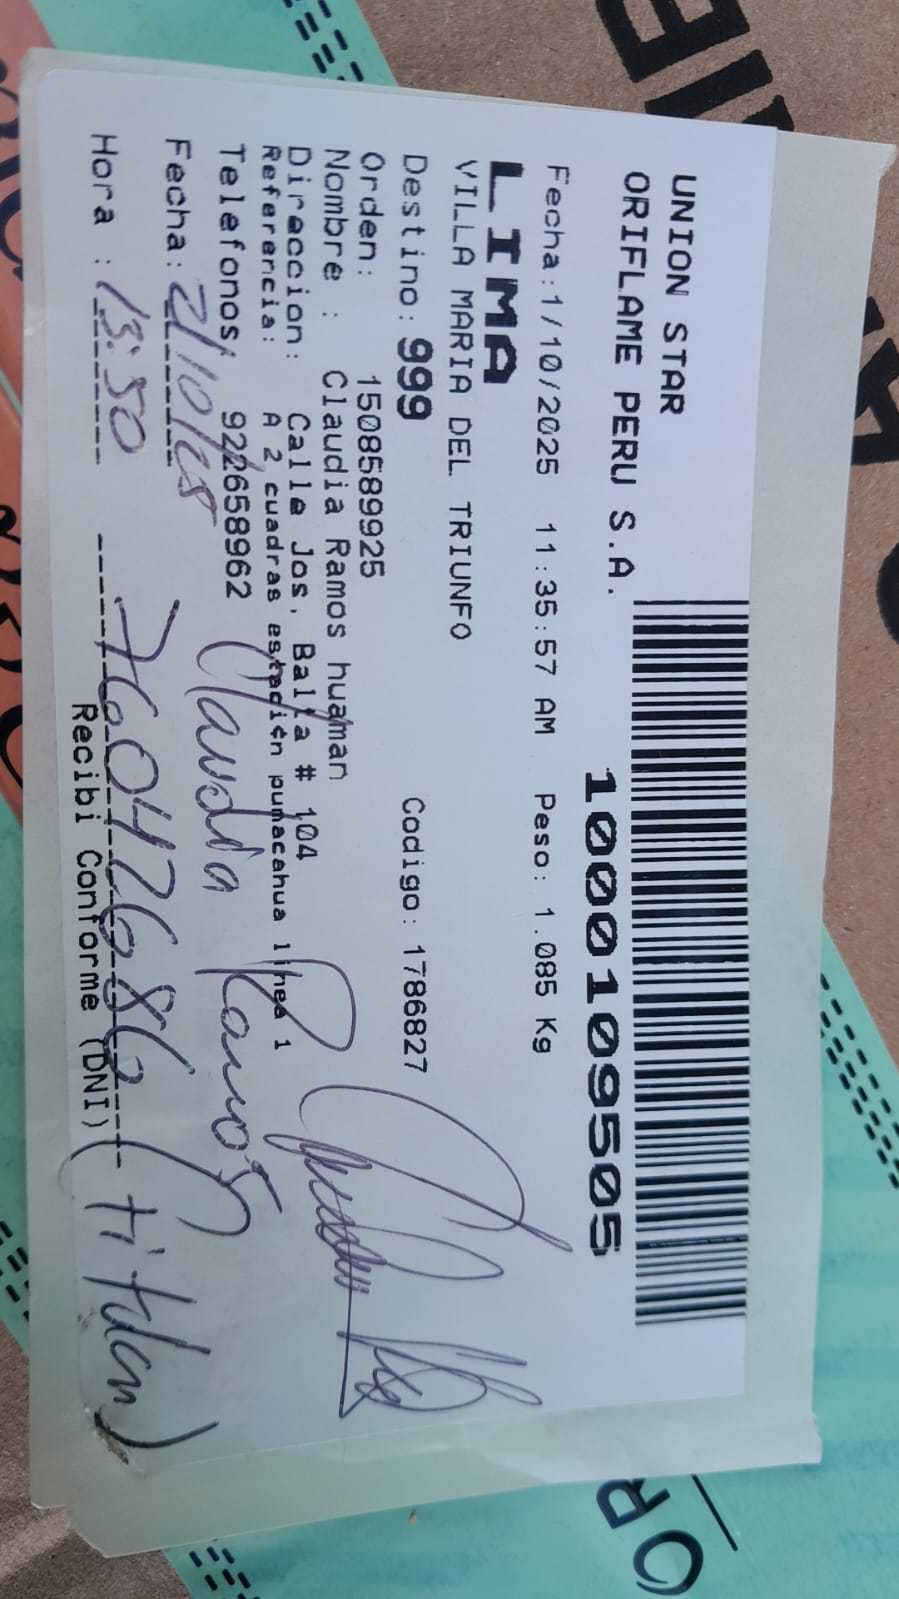 UNION STAR
ORIFLAME PERU S.A.
1000109505
Fecha:1/10/2025 11:35:57 AM Peso: 1.085 Kg
LIMA
VILLA MARIA DEL TRIUNFO
Destino: 999 Codigo: 1786827
Orden: 1508589925
Nombre : Claudia Ramos huaman
Direccion: Calle Jos. Balta # 104
Referencia: A 2 cuadras estación pumacahua linea 1
Telefonos 922658962
Claudia Ramos
Fecha: 2/10/25
Hora : 13:50
76042686 (Titular)
Recibi Conforme (DNI)